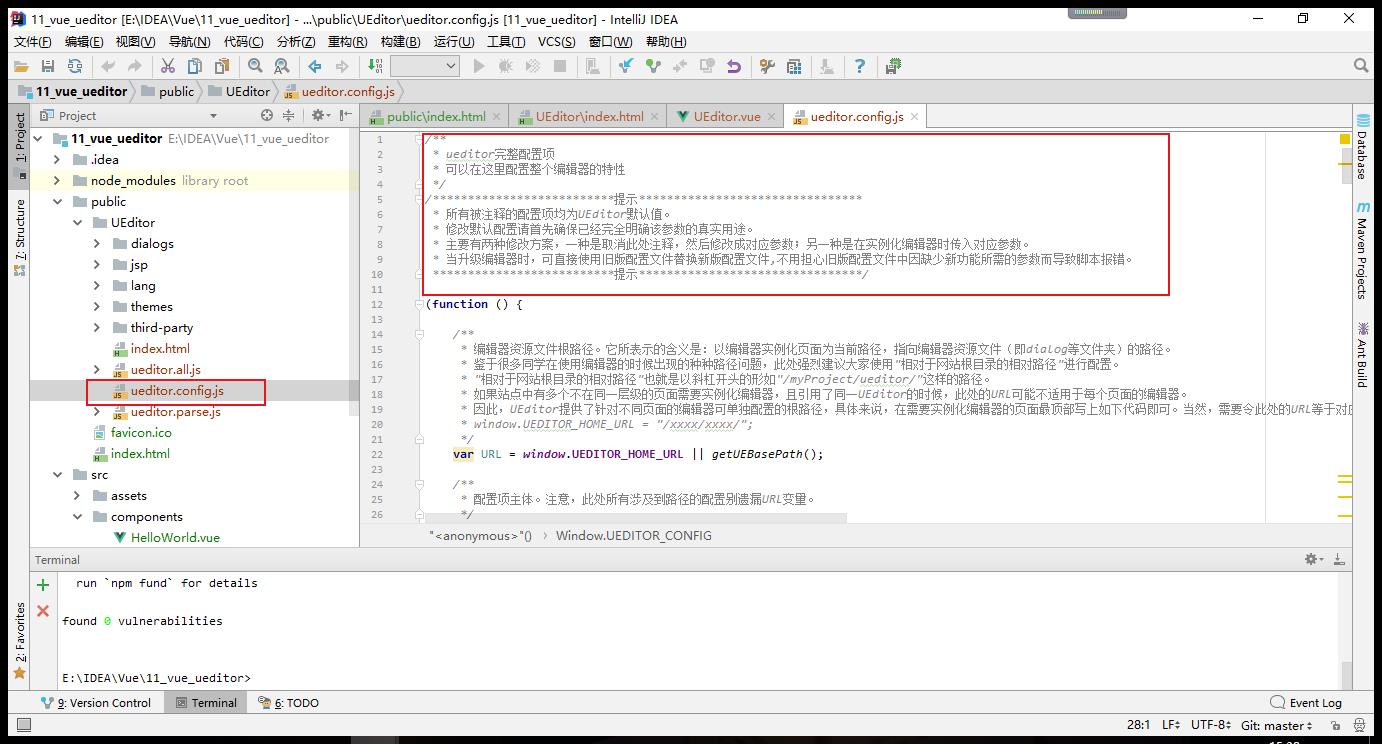 11_vue_ueditor [E:\IDEA\Vue\11_vue_ueditor] - ...\public\UEditor\ueditor.config.js [11_vue_ueditor] - IntelliJ IDEA
文件(F) 编辑(E) 视图(V) 导航(N) 代码(C) 分析(Z) 重构(R) 构建(B) 运行(U) 工具(T) VCS(S) 窗口(W) 帮助(H)
11_vue_ueditor public UEditor ueditor.config.js
Project
public\index.html UEditor\index.html UEditor.vue ueditor.config.js
1: Project
7: Structure
2: Favorites
11_vue_ueditor E:\IDEA\Vue\11_vue_ueditor
.idea
node_modules library root
public
UEditor
dialogs
jsp
lang
themes
third-party
index.html
ueditor.all.js
ueditor.config.js
ueditor.parse.js
favicon.ico
index.html
src
assets
components
HelloWorld.vue
1 /**
2 * ueditor完整配置项
3 * 可以在这里配置整个编辑器的特性
4 */
5 /**************************提示********************************
6 * 所有被注释的配置项均为UEditor默认值。
7 * 修改默认配置请首先确保已经完全明确该参数的真实用途。
8 * 主要有两种修改方案，一种是取消此处注释，然后修改成对应参数；另一种是在实例化编辑器时传入对应参数。
9 * 当升级编辑器时，可直接使用旧版配置文件替换新版配置文件,不用担心旧版配置文件中因缺少新功能所需的参数而导致脚本报错。
10 **************************提示********************************/
11
12 (function () {
13
14 /**
15 * 编辑器资源文件根路径。它所表示的含义是：以编辑器实例化页面为当前路径，指向编辑器资源文件（即dialog等文件夹）的路径。
16 * 鉴于很多同学在使用编辑器的时候出现的种种路径问题，此处强烈建议大家使用"相对于网站根目录的相对路径"进行配置。
17 * "相对于网站根目录的相对路径"也就是以斜杠开头的形如"/myProject/ueditor/"这样的路径。
18 * 如果站点中有多个不在同一层级的页面需要实例化编辑器，且引用了同一UEditor的时候，此处的URL可能不适用于每个页面的编辑器。
19 * 因此，UEditor提供了针对不同页面的编辑器可单独配置的根路径，具体来说，在需要实例化编辑器的页面最顶部写上如下代码即可。当然，需要令此处的URL等于对应
20 * window.UEDITOR_HOME_URL = "/xxxx/xxxx/";
21 */
22 var URL = window.UEDITOR_HOME_URL || getUEBasePath();
23
24 /**
25 * 配置项主体。注意，此处所有涉及到路径的配置别遗漏URL变量。
26 */
"<anonymous>"() › Window.UEDITOR_CONFIG
Database
Maven Projects
Ant Build
Terminal
run `npm fund` for details
found 0 vulnerabilities
E:\IDEA\Vue\11_vue_ueditor>
9: Version Control Terminal 6: TODO Event Log
28:1 LF UTF-8 Git: master